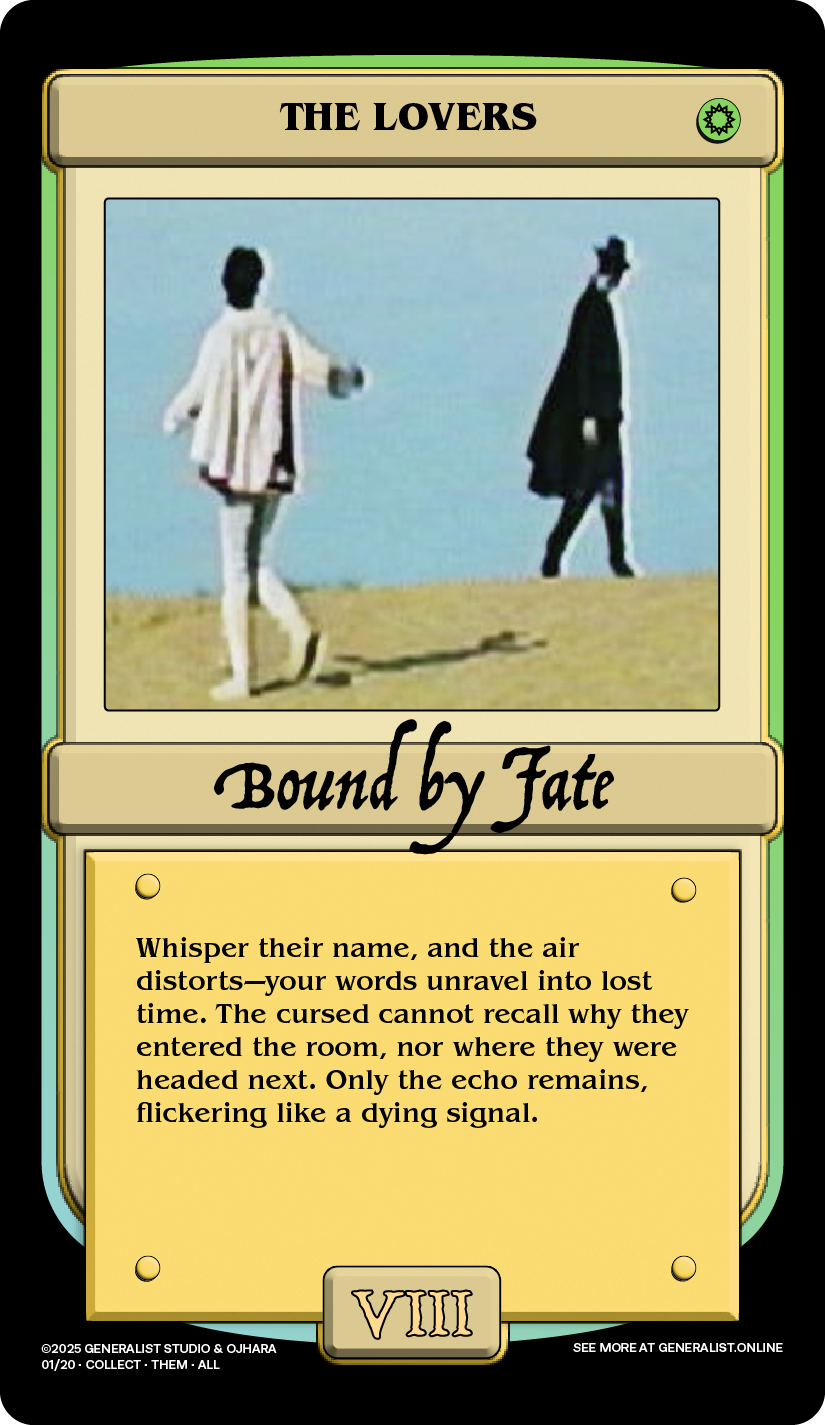 THE LOVERS
Bound by Fate
Whisper their name, and the air
distorts—your words unravel into lost
time. The cursed cannot recall why they
entered the room, nor where they were
headed next. Only the echo remains,
flickering like a dying signal.
VIII
©2025 GENERALIST STUDIO & OJHARA
01/20 · COLLECT · THEM · ALL
SEE MORE AT GENERALIST.ONLINE